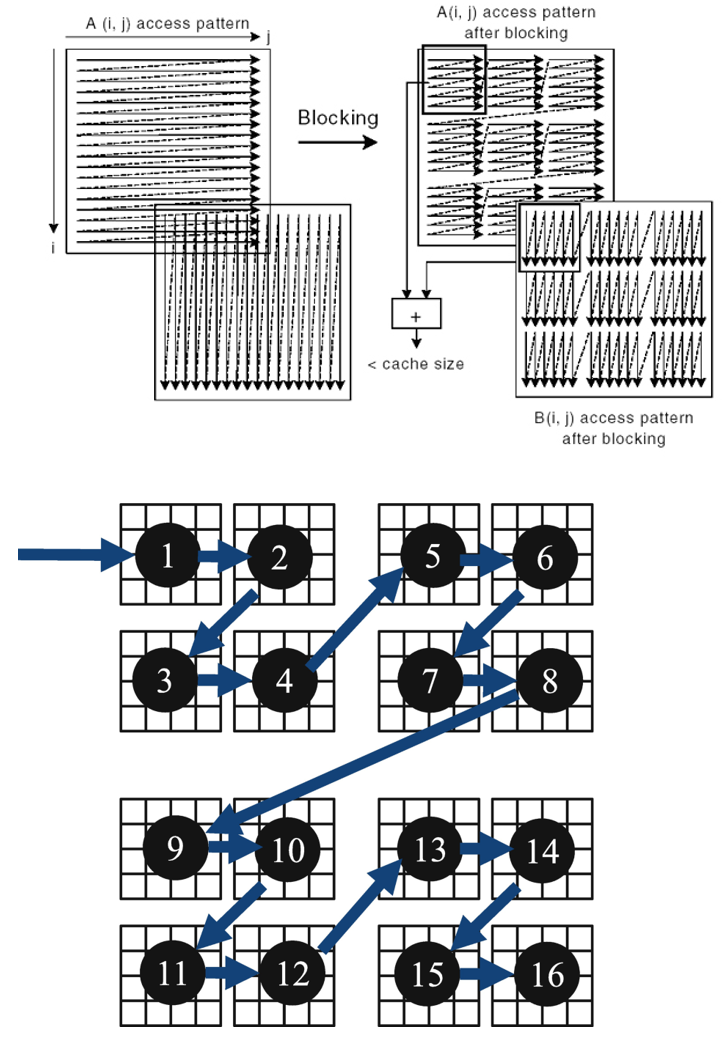 A (i, j) access pattern
j
i
Blocking
A(i, j) access pattern
after blocking
+
< cache size
B(i, j) access pattern
after blocking
1 2 5 6
3 4 7 8
9 10 13 14
11 12 15 16